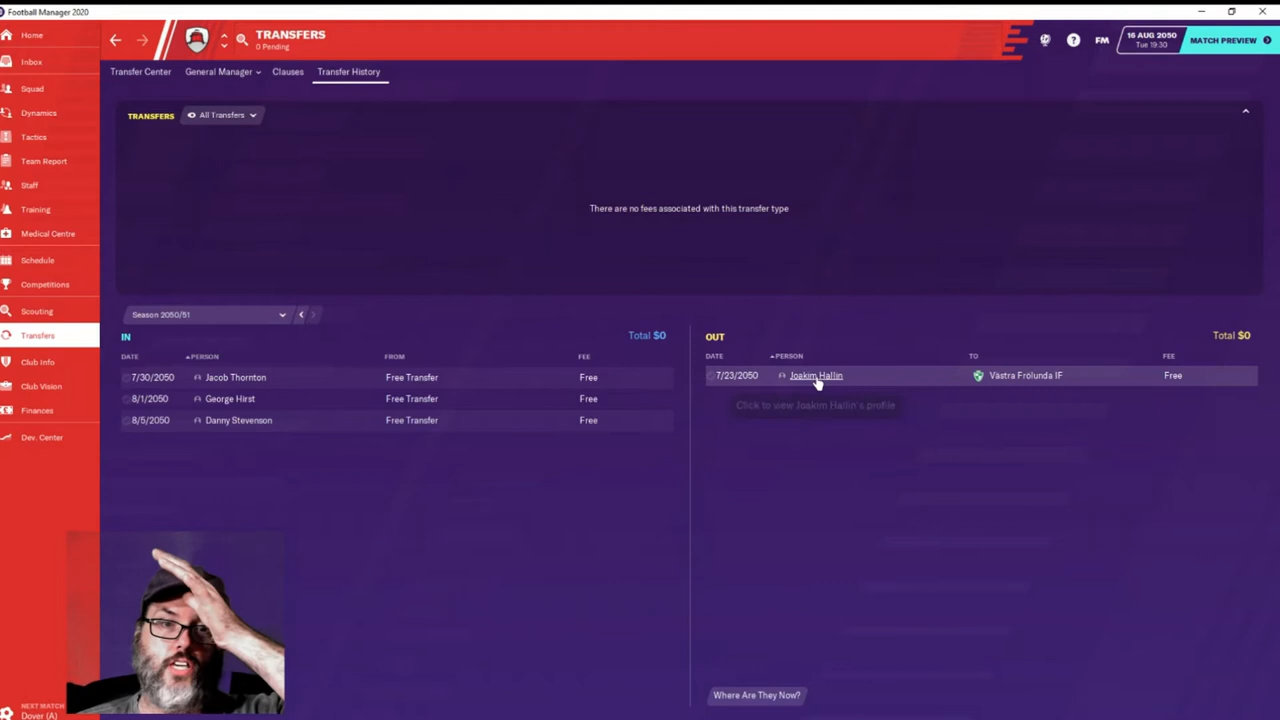 Football Manager 2020
Home
Inbox
Squad
Dynamics
Tactics
Team Report
Staff
Training
Medical Centre
Schedule
Competitions
Scouting
Transfers
Club Info
Club Vision
Finances
Dev. Center
NEXT MATCH
Dover (A)
TRANSFERS
0 Pending
FM
16 AUG 2050
Tue 19:30
MATCH PREVIEW
Transfer Center General Manager Clauses Transfer History
TRANSFERS All Transfers
There are no fees associated with this transfer type
Season 2050/51
IN Total $0
DATE PERSON FROM FEE
7/30/2050 Jacob Thornton Free Transfer Free
8/1/2050 George Hirst Free Transfer Free
8/5/2050 Danny Stevenson Free Transfer Free
OUT Total $0
DATE PERSON TO FEE
7/23/2050 Joakim Hallin Västra Frölunda IF Free
Click to view Joakim Hallin's profile
Where Are They Now?